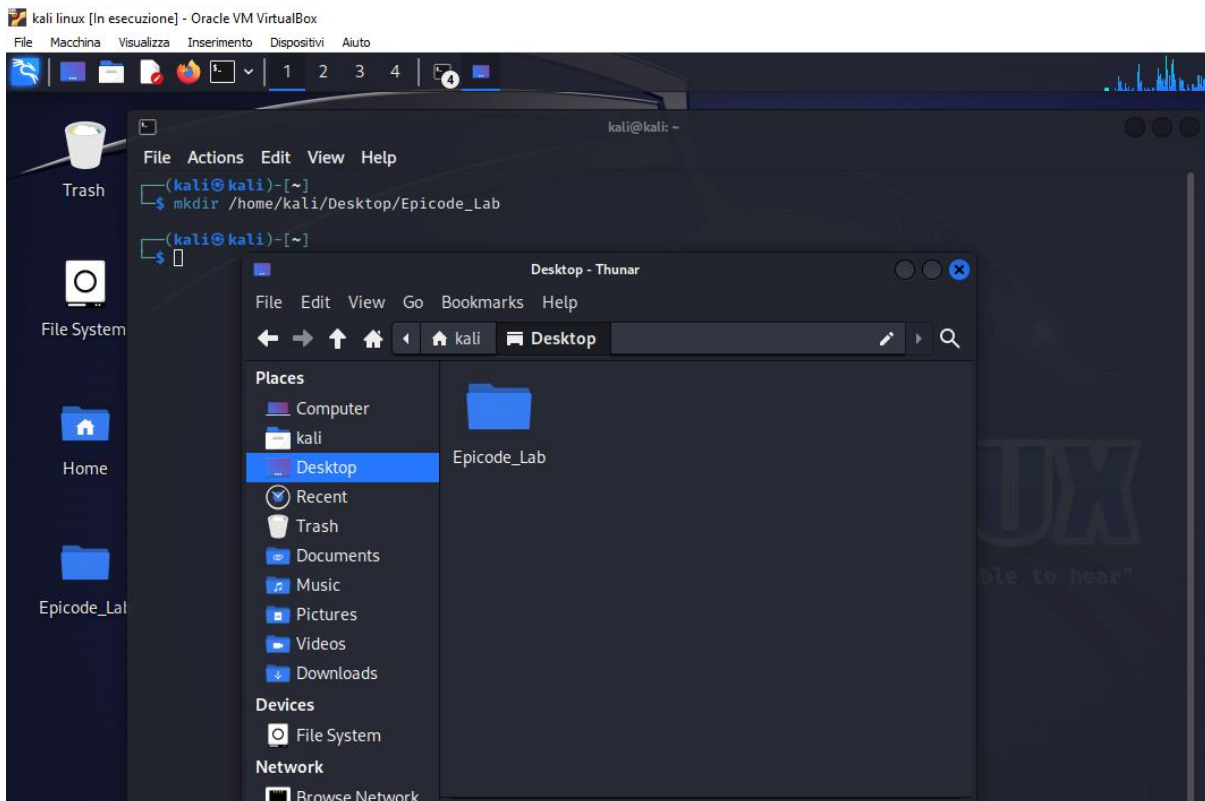 kali linux [In esecuzione] - Oracle VM VirtualBox
File Macchina Visualizza Inserimento Dispositivi Aiuto
1 2 3 4
4
kali@kali: ~
File Actions Edit View Help
┌──(kali㉿kali)-[~]
└─$ mkdir /home/kali/Desktop/Epicode_Lab
┌──(kali㉿kali)-[~]
└─$
Trash
File System
Home
Epicode_Lab
Desktop - Thunar
File Edit View Go Bookmarks Help
kali Desktop
Places
Computer
kali
Desktop
Recent
Trash
Documents
Music
Pictures
Videos
Downloads
Devices
File System
Network
Browse Network
Epicode_Lab
UX
ble to hear"